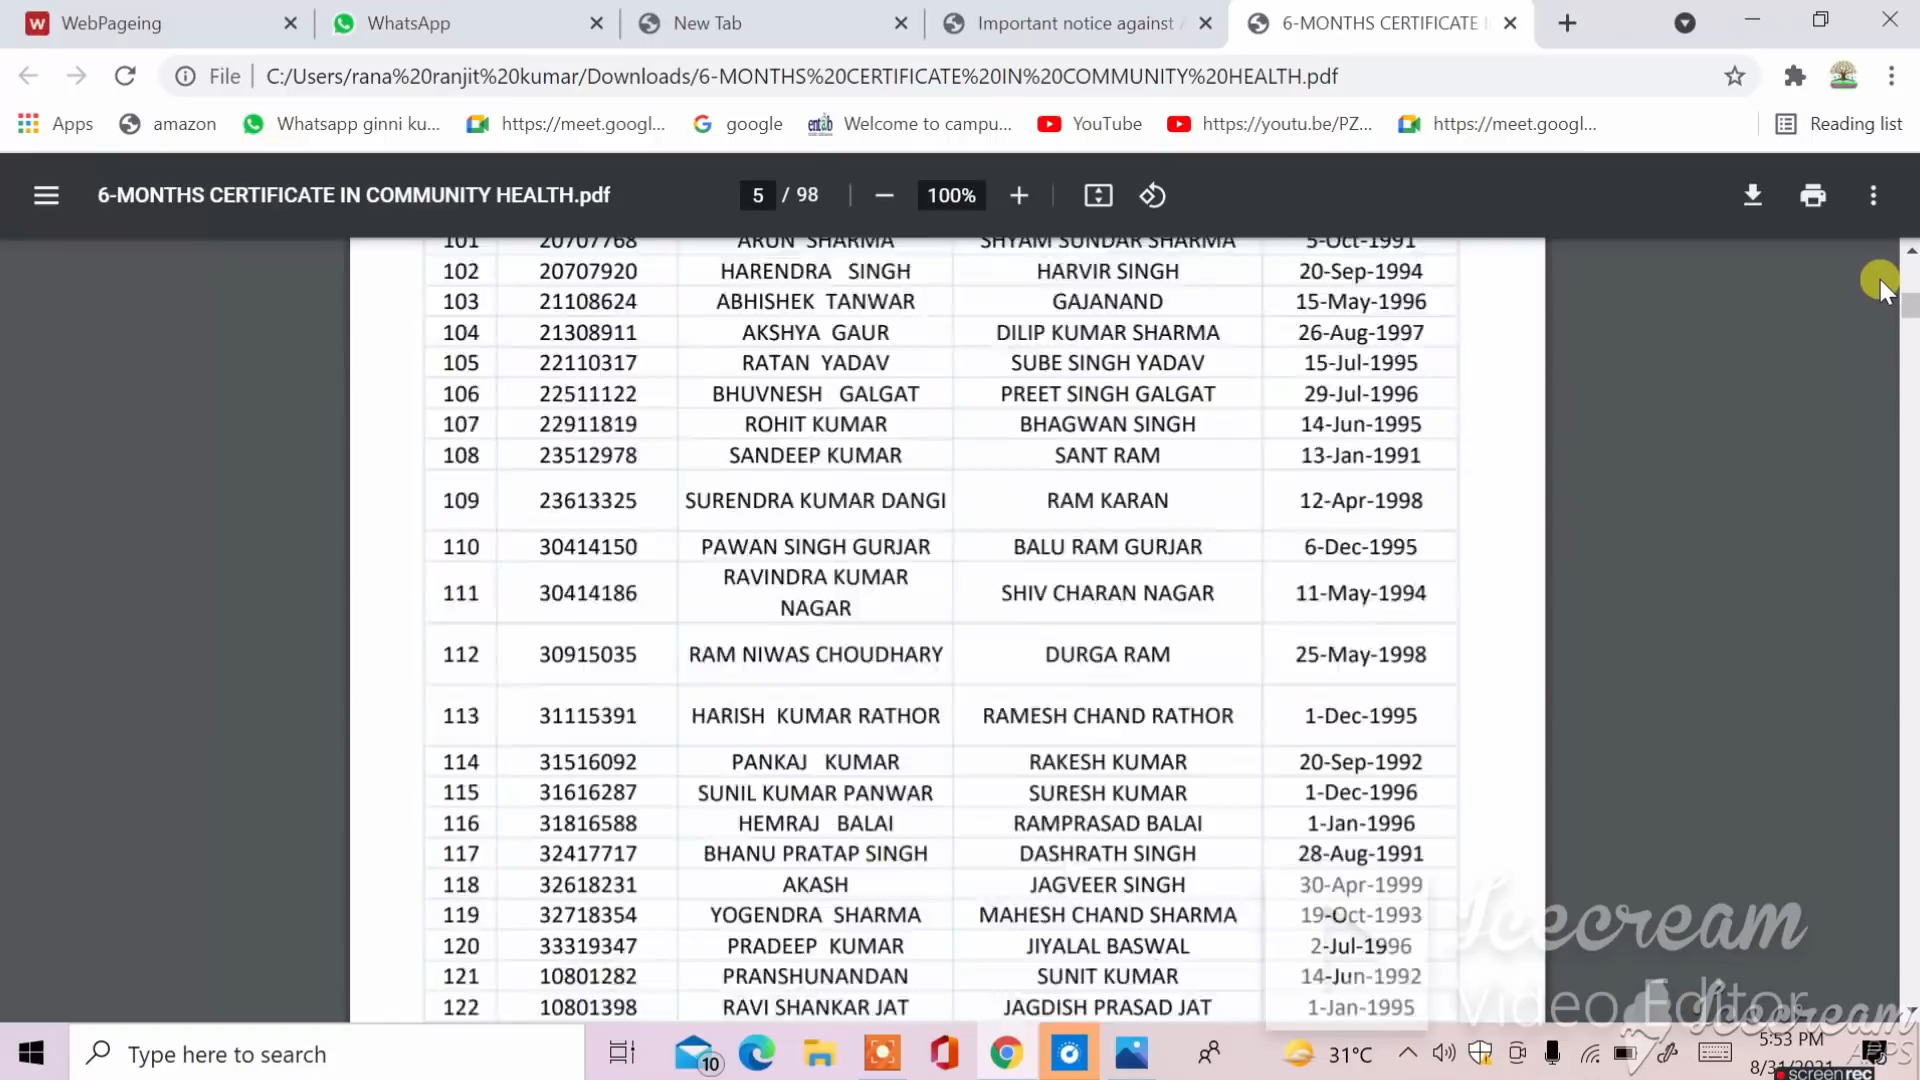 WebPageing
WhatsApp
New Tab
Important notice against
6-MONTHS CERTIFICATE I
File C:/Users/rana%20ranjit%20kumar/Downloads/6-MONTHS%20CERTIFICATE%20IN%20COMMUNITY%20HEALTH.pdf
Apps amazon Whatsapp ginni ku... https://meet.googl... google Welcome to campu... YouTube https://youtu.be/PZ... https://meet.googl... Reading list
6-MONTHS CERTIFICATE IN COMMUNITY HEALTH.pdf 5 / 98 100%
101 20707768 ARUN SHARMA SHYAM SUNDAR SHARMA 5-Oct-1991
102 20707920 HARENDRA SINGH HARVIR SINGH 20-Sep-1994
103 21108624 ABHISHEK TANWAR GAJANAND 15-May-1996
104 21308911 AKSHYA GAUR DILIP KUMAR SHARMA 26-Aug-1997
105 22110317 RATAN YADAV SUBE SINGH YADAV 15-Jul-1995
106 22511122 BHUVNESH GALGAT PREET SINGH GALGAT 29-Jul-1996
107 22911819 ROHIT KUMAR BHAGWAN SINGH 14-Jun-1995
108 23512978 SANDEEP KUMAR SANT RAM 13-Jan-1991
109 23613325 SURENDRA KUMAR DANGI RAM KARAN 12-Apr-1998
110 30414150 PAWAN SINGH GURJAR BALU RAM GURJAR 6-Dec-1995
111 30414186 RAVINDRA KUMAR NAGAR SHIV CHARAN NAGAR 11-May-1994
112 30915035 RAM NIWAS CHOUDHARY DURGA RAM 25-May-1998
113 31115391 HARISH KUMAR RATHOR RAMESH CHAND RATHOR 1-Dec-1995
114 31516092 PANKAJ KUMAR RAKESH KUMAR 20-Sep-1992
115 31616287 SUNIL KUMAR PANWAR SURESH KUMAR 1-Dec-1996
116 31816588 HEMRAJ BALAI RAMPRASAD BALAI 1-Jan-1996
117 32417717 BHANU PRATAP SINGH DASHRATH SINGH 28-Aug-1991
118 32618231 AKASH JAGVEER SINGH 30-Apr-1999
119 32718354 YOGENDRA SHARMA MAHESH CHAND SHARMA 19-Oct-1993
120 33319347 PRADEEP KUMAR JIYALAL BASWAL 2-Jul-1996
121 10801282 PRANSHUNANDAN SUNIT KUMAR 14-Jun-1992
122 10801398 RAVI SHANKAR JAT JAGDISH PRASAD JAT 1-Jan-1995
Icecream
Video Editor
Icecream
APPS
Type here to search
10
31°C
5:53 PM
screenrec